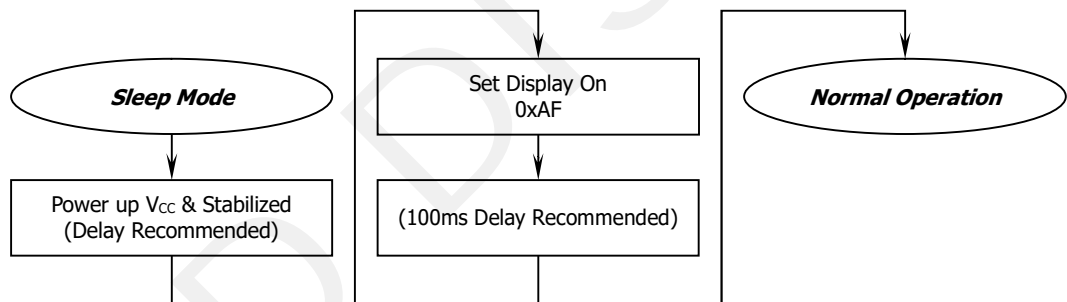 Sleep Mode
Power up VCC & Stabilized
(Delay Recommended)
Set Display On
0xAF
(100ms Delay Recommended)
Normal Operation